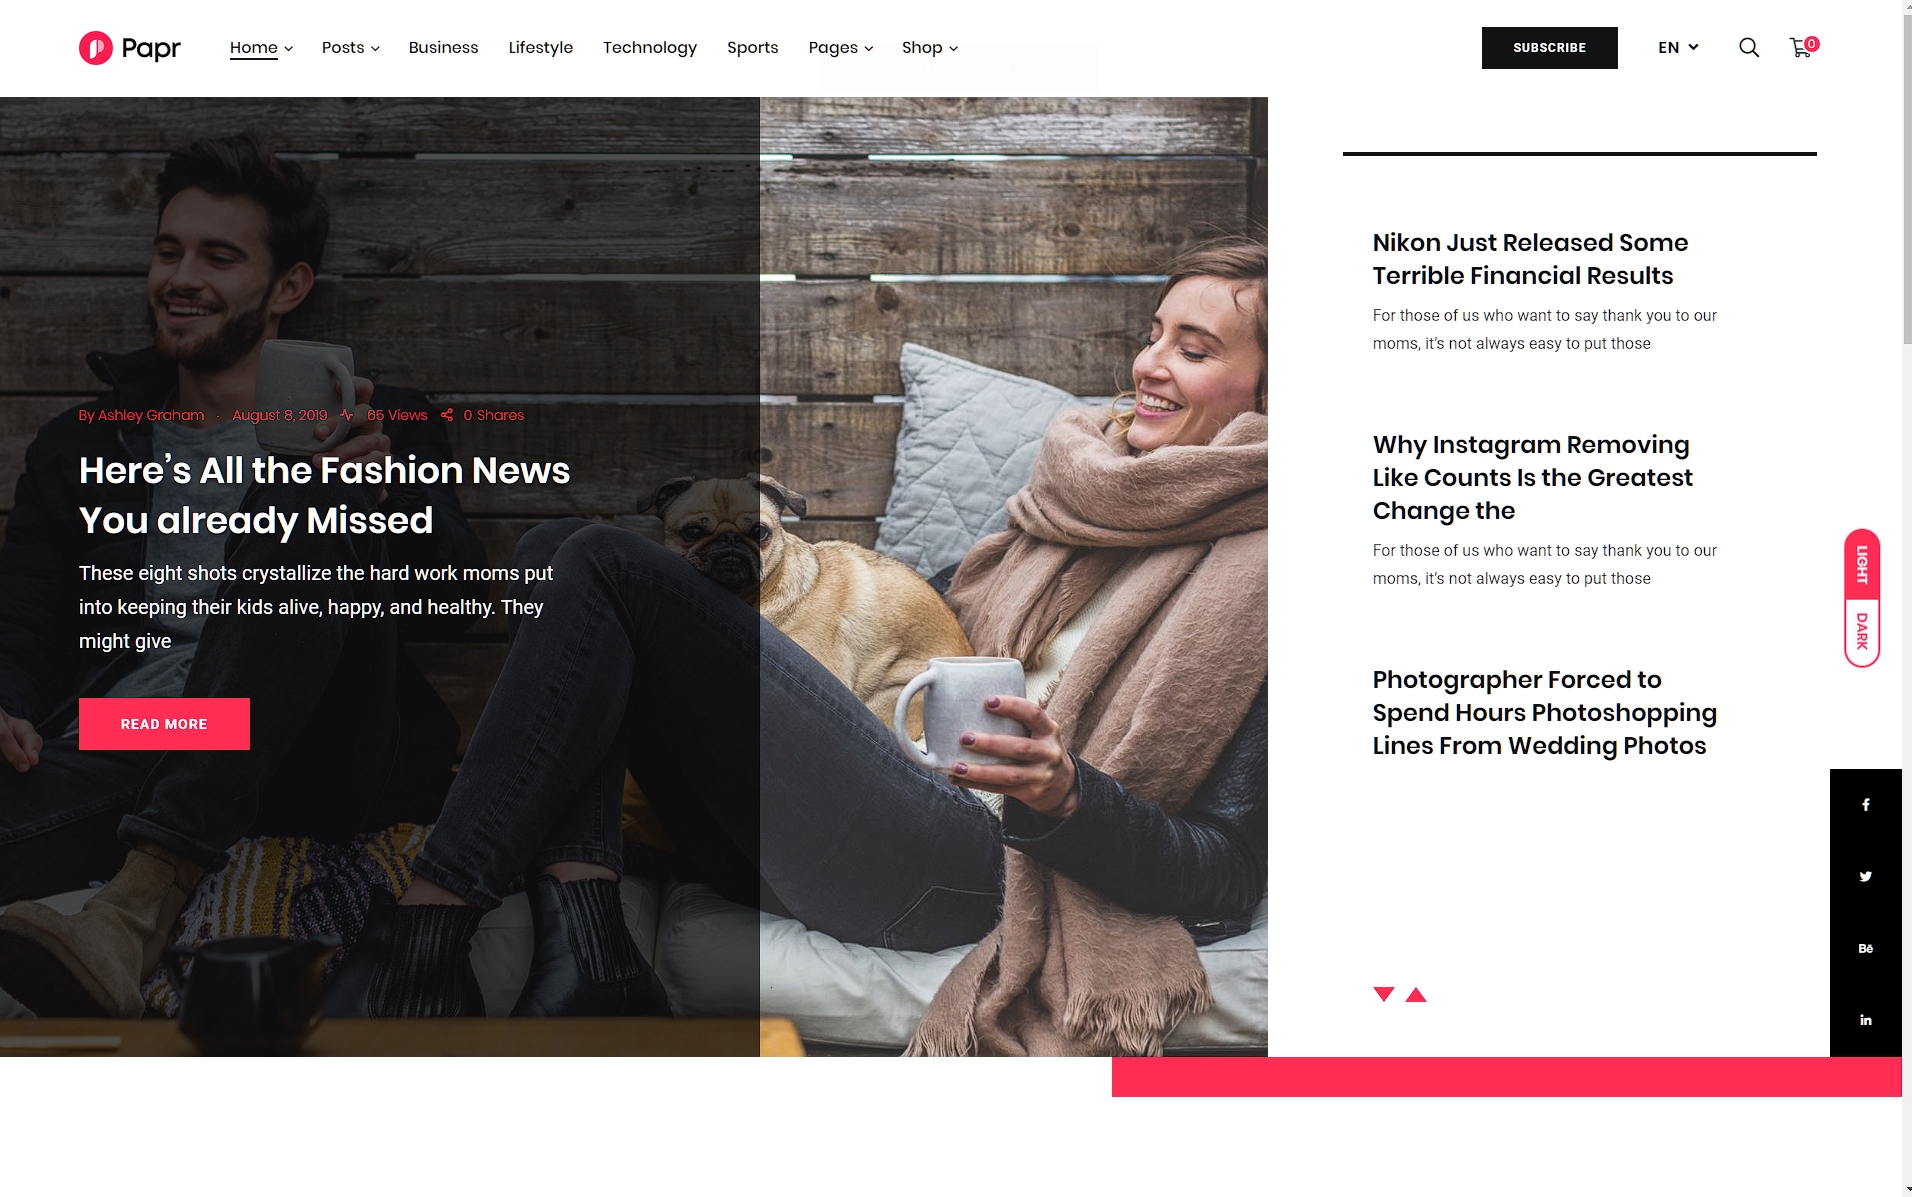 Papr
Home
Posts
Business
Lifestyle
Technology
Sports
Pages
Shop
SUBSCRIBE
EN
0
By Ashley Graham · August 8, 2019 65 Views 0 Shares
Here’s All the Fashion News
You already Missed
These eight shots crystallize the hard work moms put
into keeping their kids alive, happy, and healthy. They
might give
READ MORE
Nikon Just Released Some
Terrible Financial Results
For those of us who want to say thank you to our
moms, it’s not always easy to put those
Why Instagram Removing
Like Counts Is the Greatest
Change the
For those of us who want to say thank you to our
moms, it’s not always easy to put those
Photographer Forced to
Spend Hours Photoshopping
Lines From Wedding Photos
LIGHT
DARK
f
Bē
in